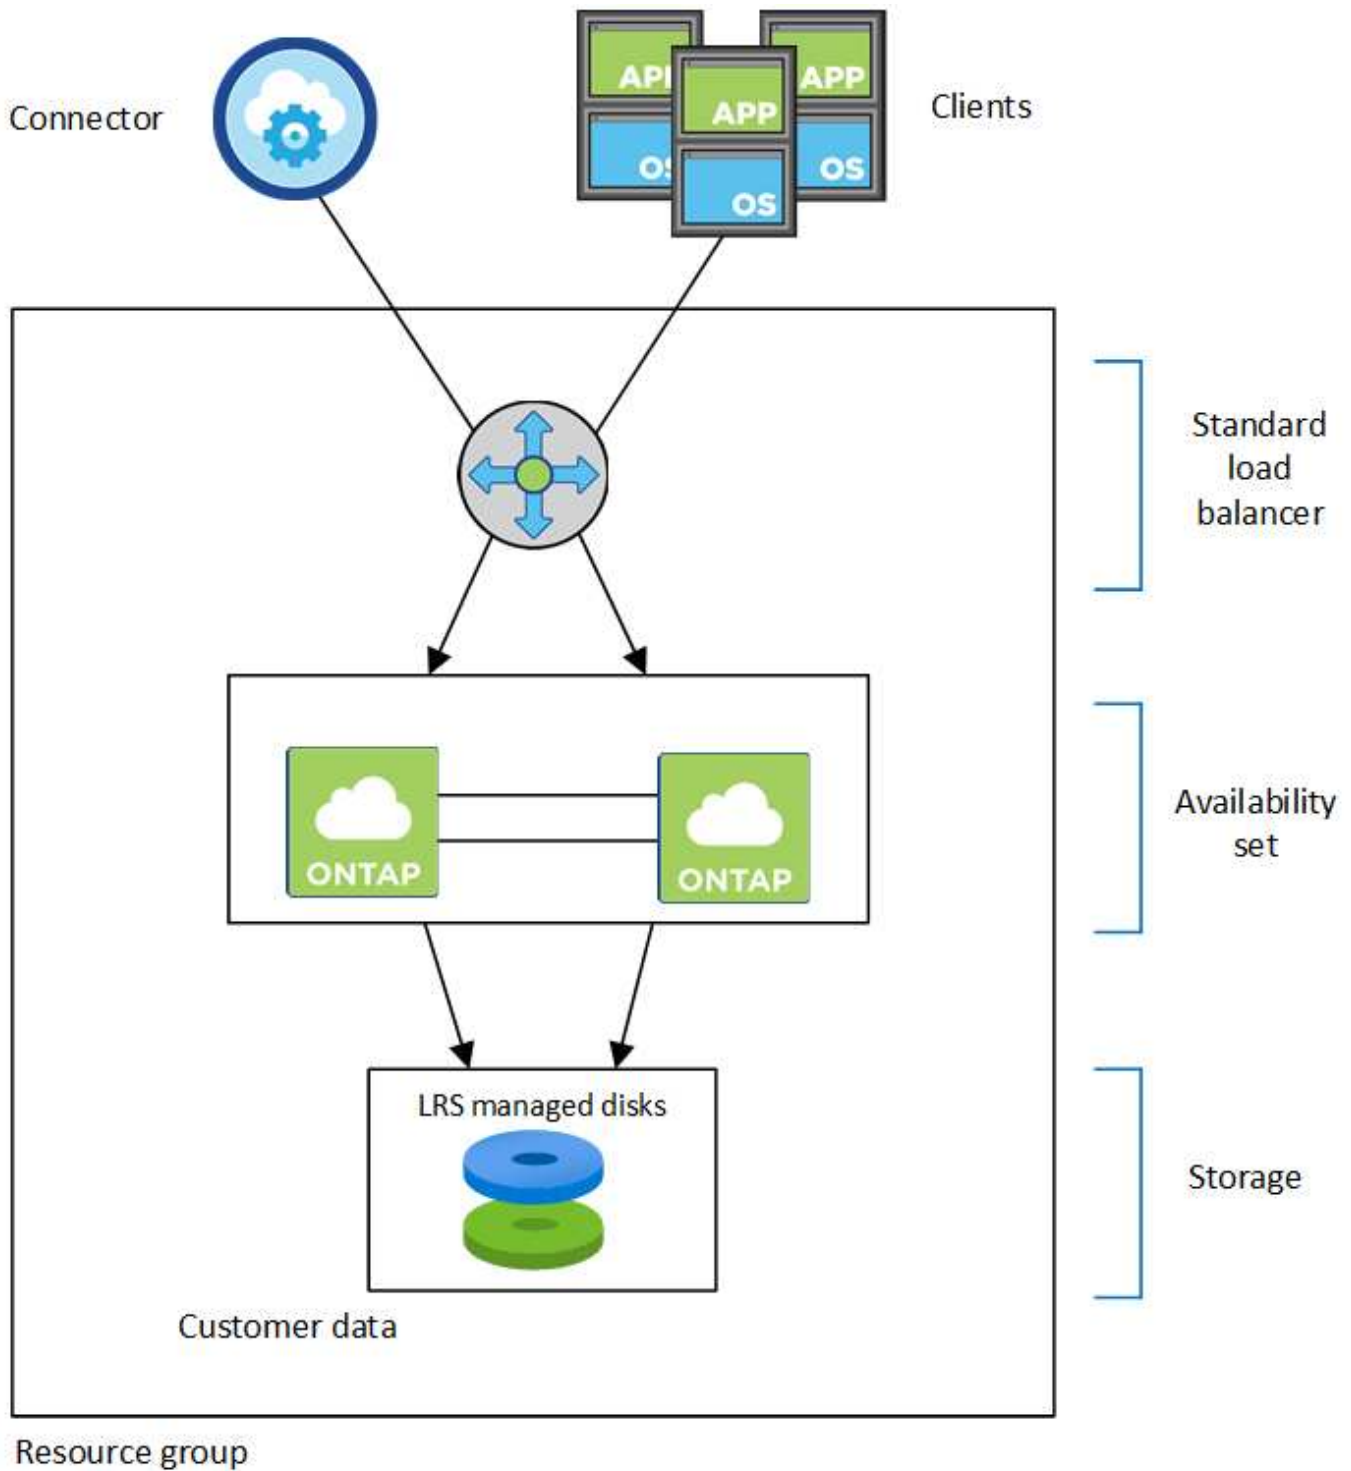 Connector
APP
APP
APP
OS
OS
OS
Clients
Standard
load
balancer
ONTAP
ONTAP
Availability
set
LRS managed disks
Storage
Customer data
Resource group